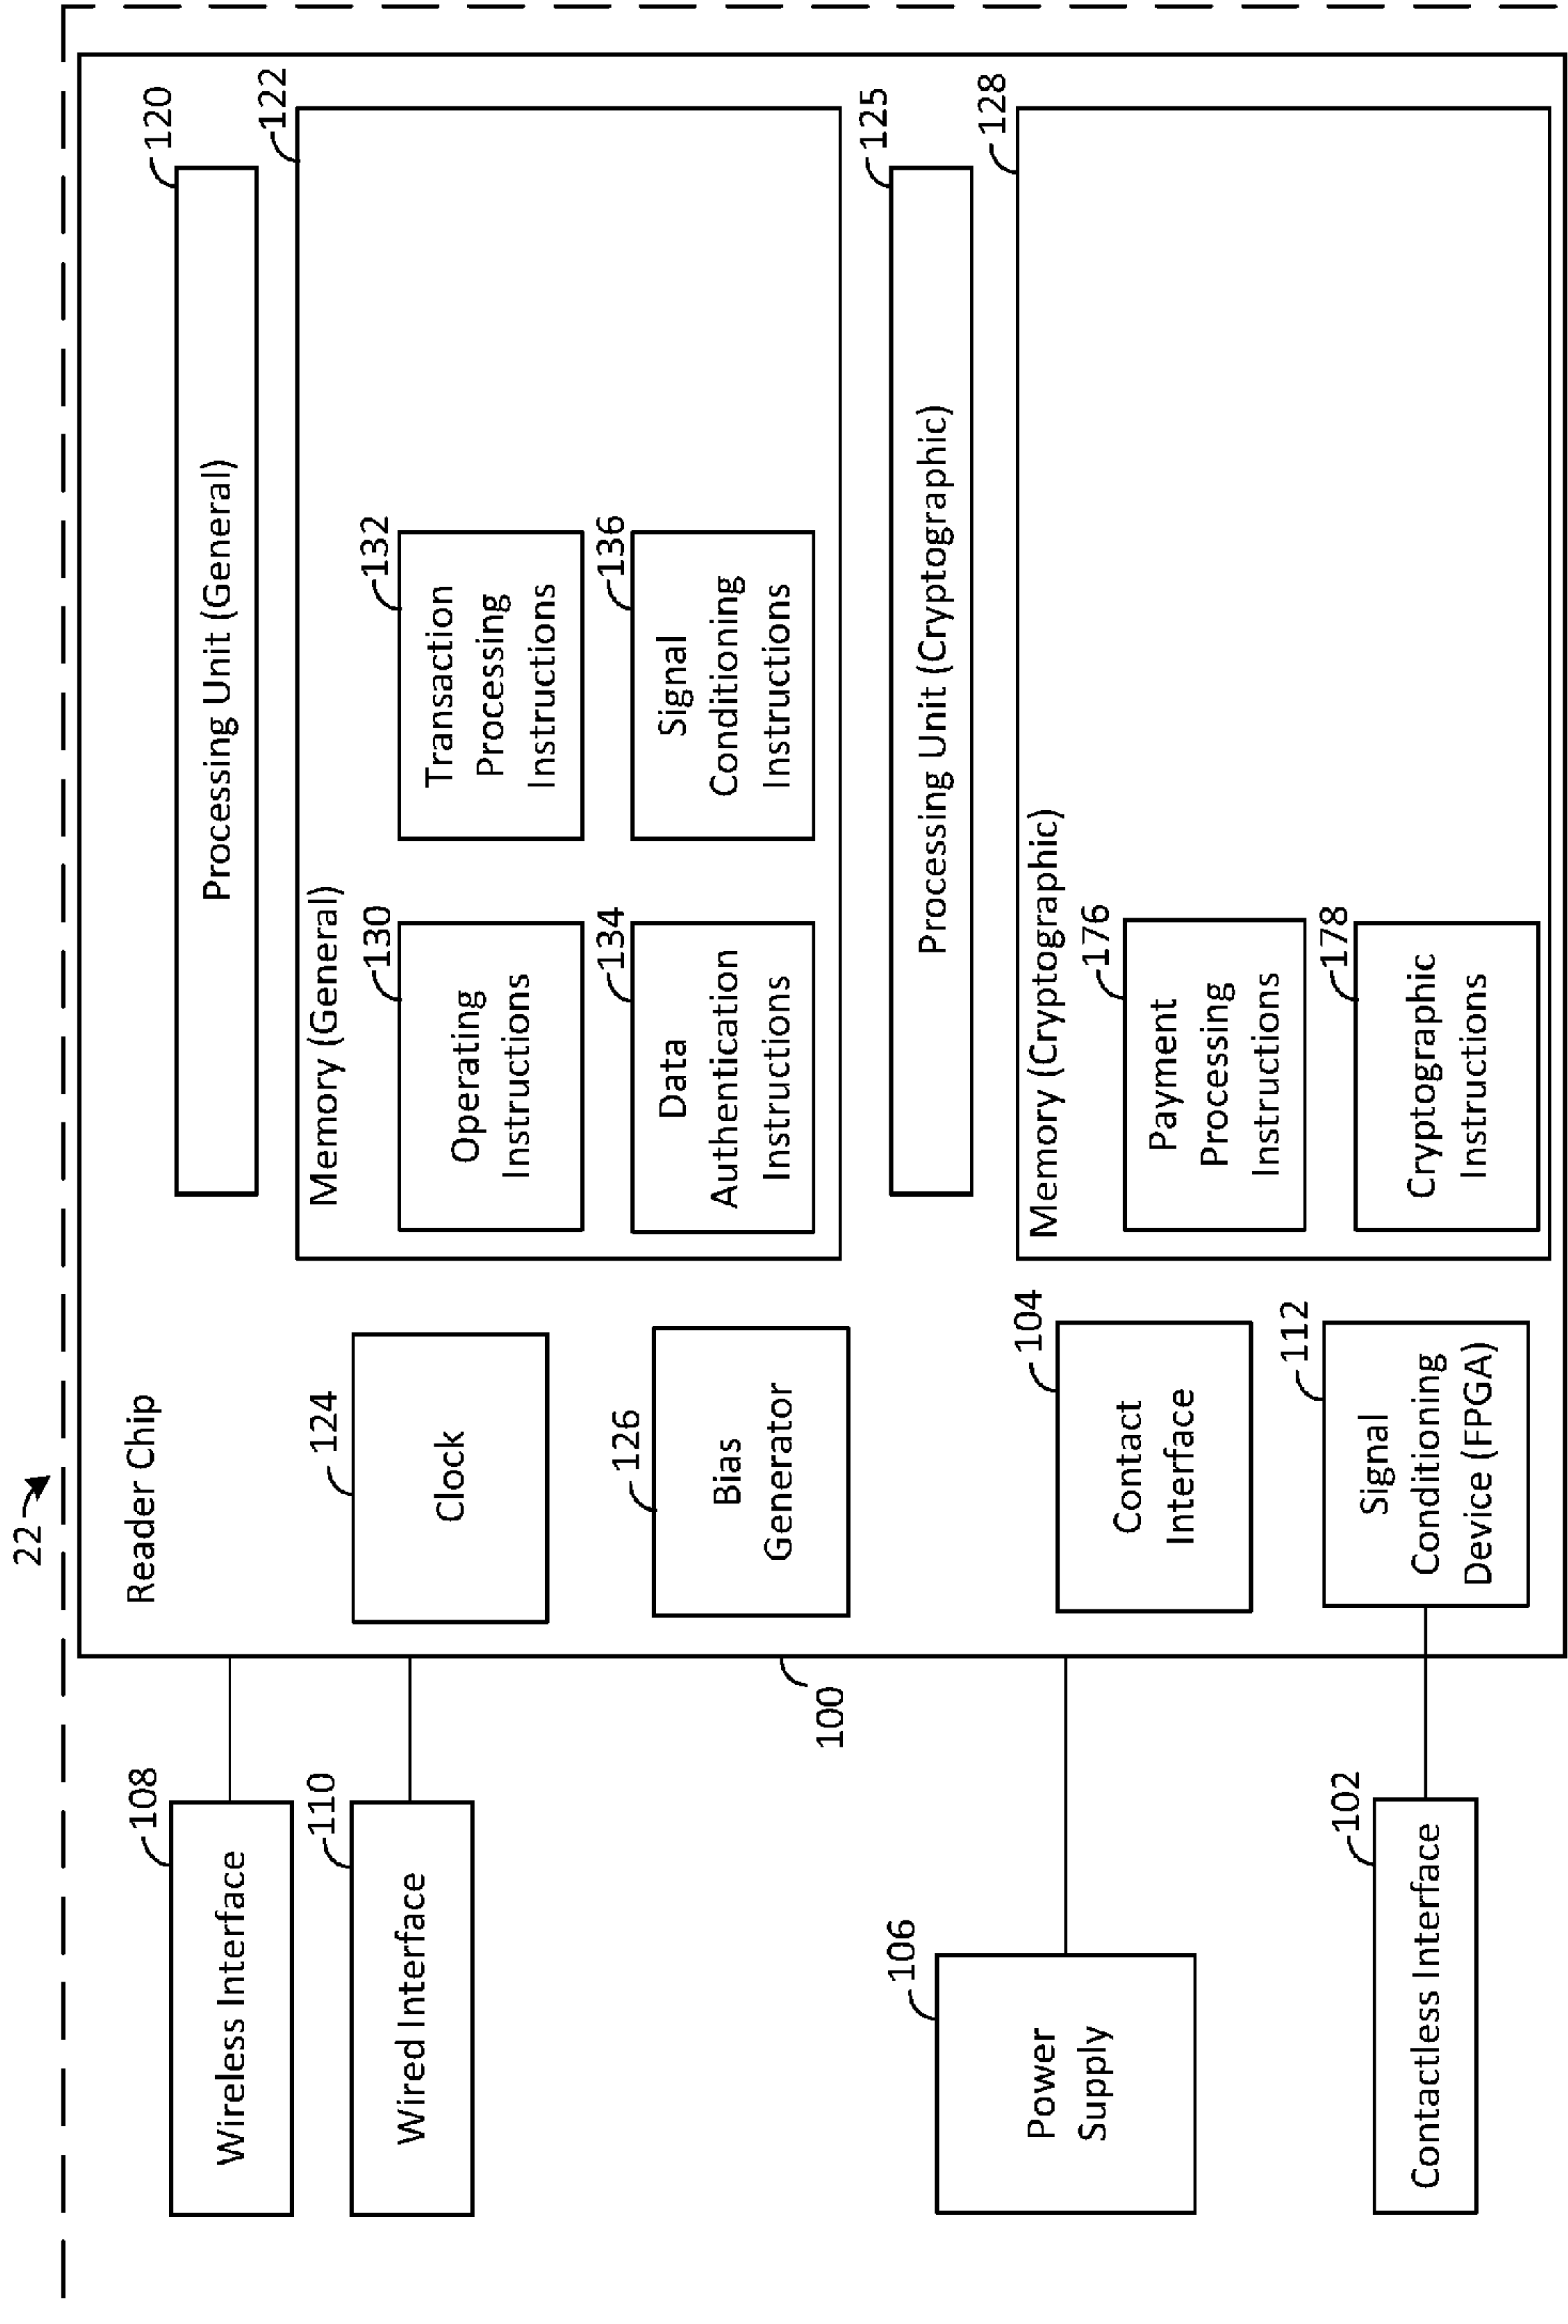 22
Reader Chip
120
Processing Unit (General)
108
Wireless Interface
110
Wired Interface
124
Clock
122
Memory (General)
130
Operating
Instructions
132
Transaction
Processing
Instructions
134
Data
Authentication
Instructions
136
Signal
Conditioning
Instructions
126
Bias
Generator
100
125
Processing Unit (Cryptographic)
106
Power
Supply
104
Contact
Interface
128
Memory (Cryptographic)
176
Payment
Processing
Instructions
178
Cryptographic
Instructions
102
Contactless Interface
112
Signal
Conditioning
Device (FPGA)